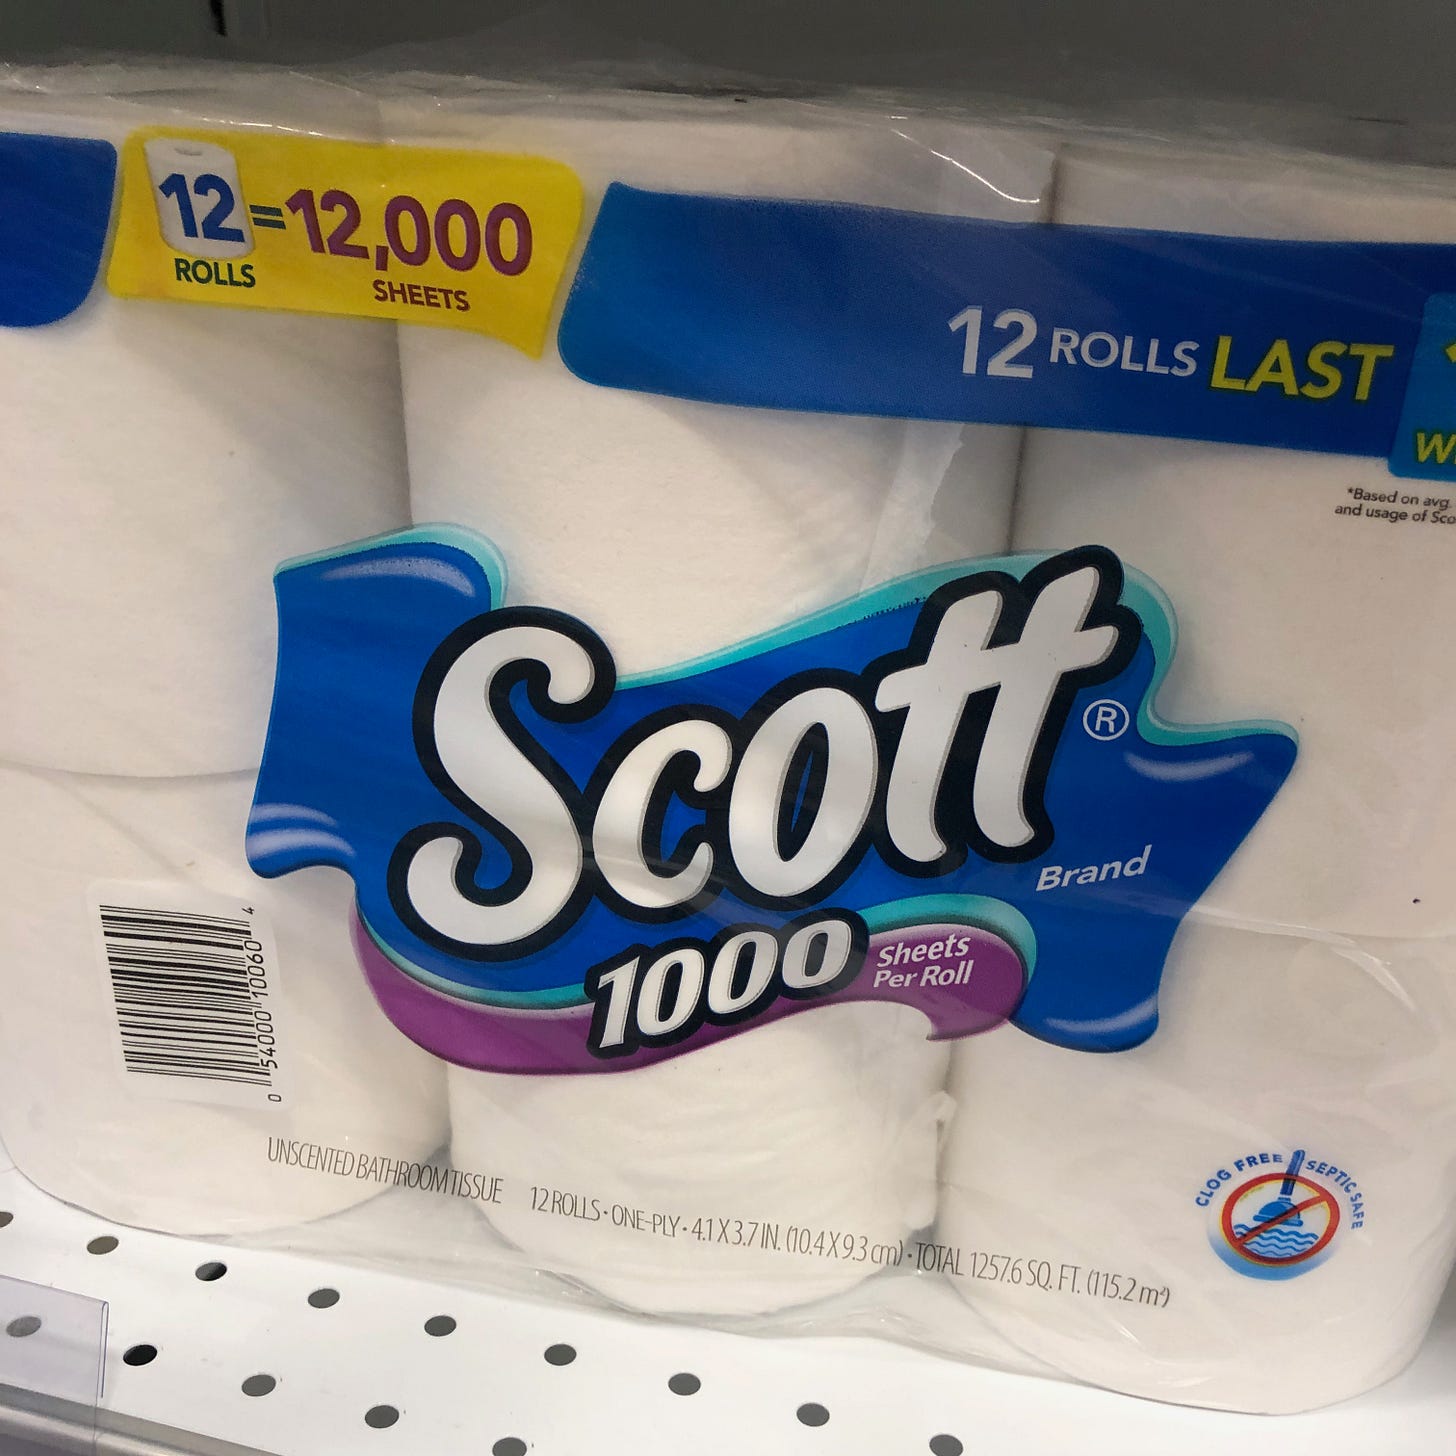 12 = 12,000
ROLLS SHEETS
12 ROLLS LAST
*Based on avg.
and usage of
Scott®
Brand
1000 Sheets
Per Roll
0 54000 10060 4
UNSCENTED BATHROOM TISSUE 12 ROLLS • ONE-PLY • 4.1 X 3.7 IN. (10.4 X 9.3 cm) • TOTAL 1257.6 SQ. FT. (115.2 m²)
CLOG FREE SEPTIC SAFE